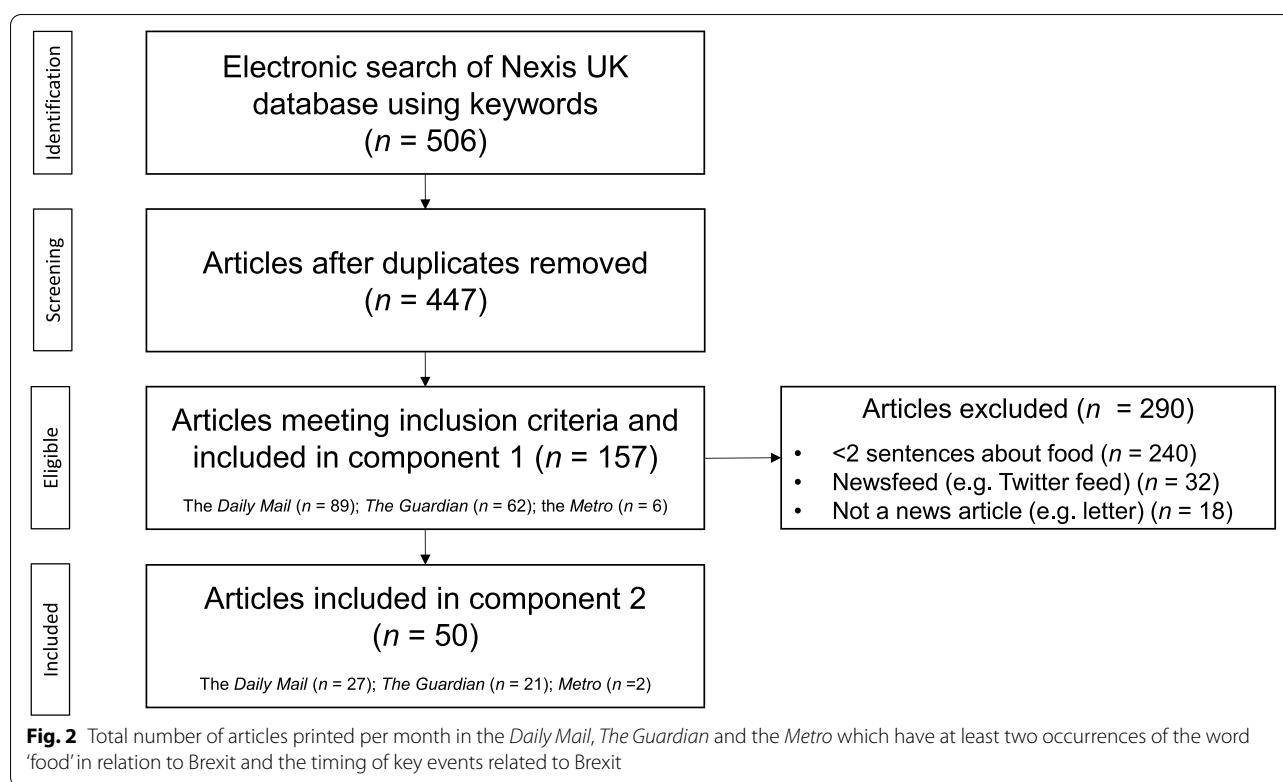 Identification
Electronic search of Nexis UK
database using keywords
(n = 506)
Screening
Articles after duplicates removed
(n = 447)
Eligible
Articles meeting inclusion criteria and
included in component 1 (n = 157)
The Daily Mail (n = 89); The Guardian (n = 62); the Metro (n = 6)
Articles excluded (n = 290)
• <2 sentences about food (n = 240)
• Newsfeed (e.g. Twitter feed) (n = 32)
• Not a news article (e.g. letter) (n = 18)
Included
Articles included in component 2
(n = 50)
The Daily Mail (n = 27); The Guardian (n = 21); Metro (n =2)
Fig. 2 Total number of articles printed per month in the Daily Mail, The Guardian and the Metro which have at least two occurrences of the word
'food' in relation to Brexit and the timing of key events related to Brexit